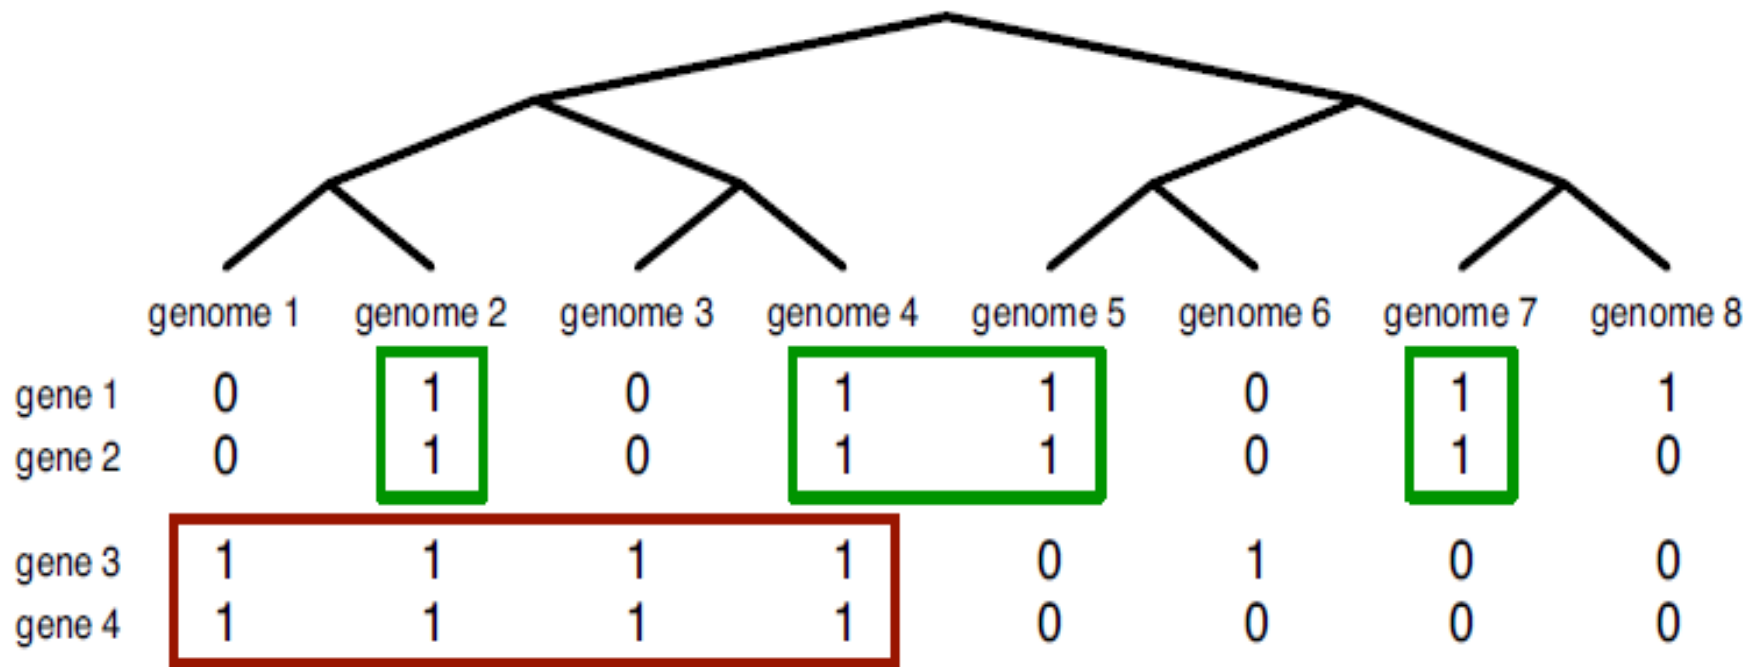 genome 1 genome 2 genome 3 genome 4 genome 5 genome 6 genome 7 genome 8
gene 1 0 1 0 1 1 0 1 1
gene 2 0 1 0 1 1 0 1 0
gene 3 1 1 1 1 0 1 0 0
gene 4 1 1 1 1 0 0 0 0